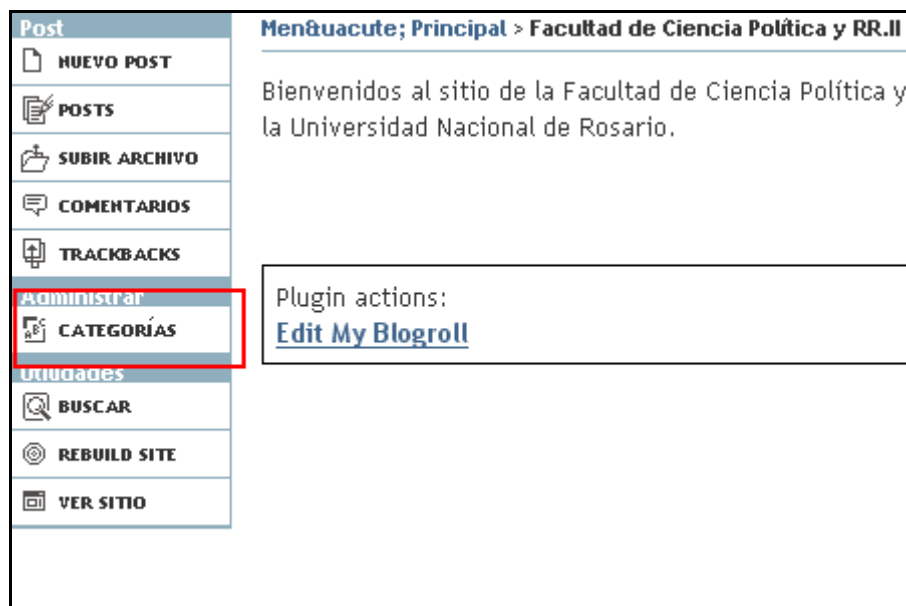 Post
NUEVO POST
POSTS
SUBIR ARCHIVO
COMENTARIOS
TRACKBACKS
Administrar
CATEGORÍAS
Utilidades
BUSCAR
REBUILD SITE
VER SITIO
Men&uacute; Principal > Facultad de Ciencia Política y RR.II
Bienvenidos al sitio de la Facultad de Ciencia Política y
la Universidad Nacional de Rosario.
Plugin actions:
Edit My Blogroll